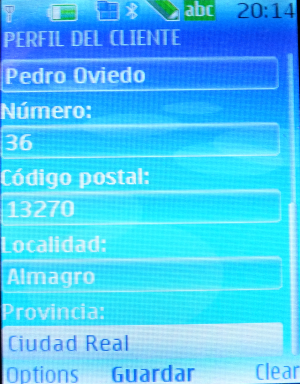 abc 20:14
PERFIL DEL CLIENTE
Pedro Oviedo
Número:
36
Código postal:
13270
Localidad:
Almagro
Provincia:
Ciudad Real
Options Guardar Clear